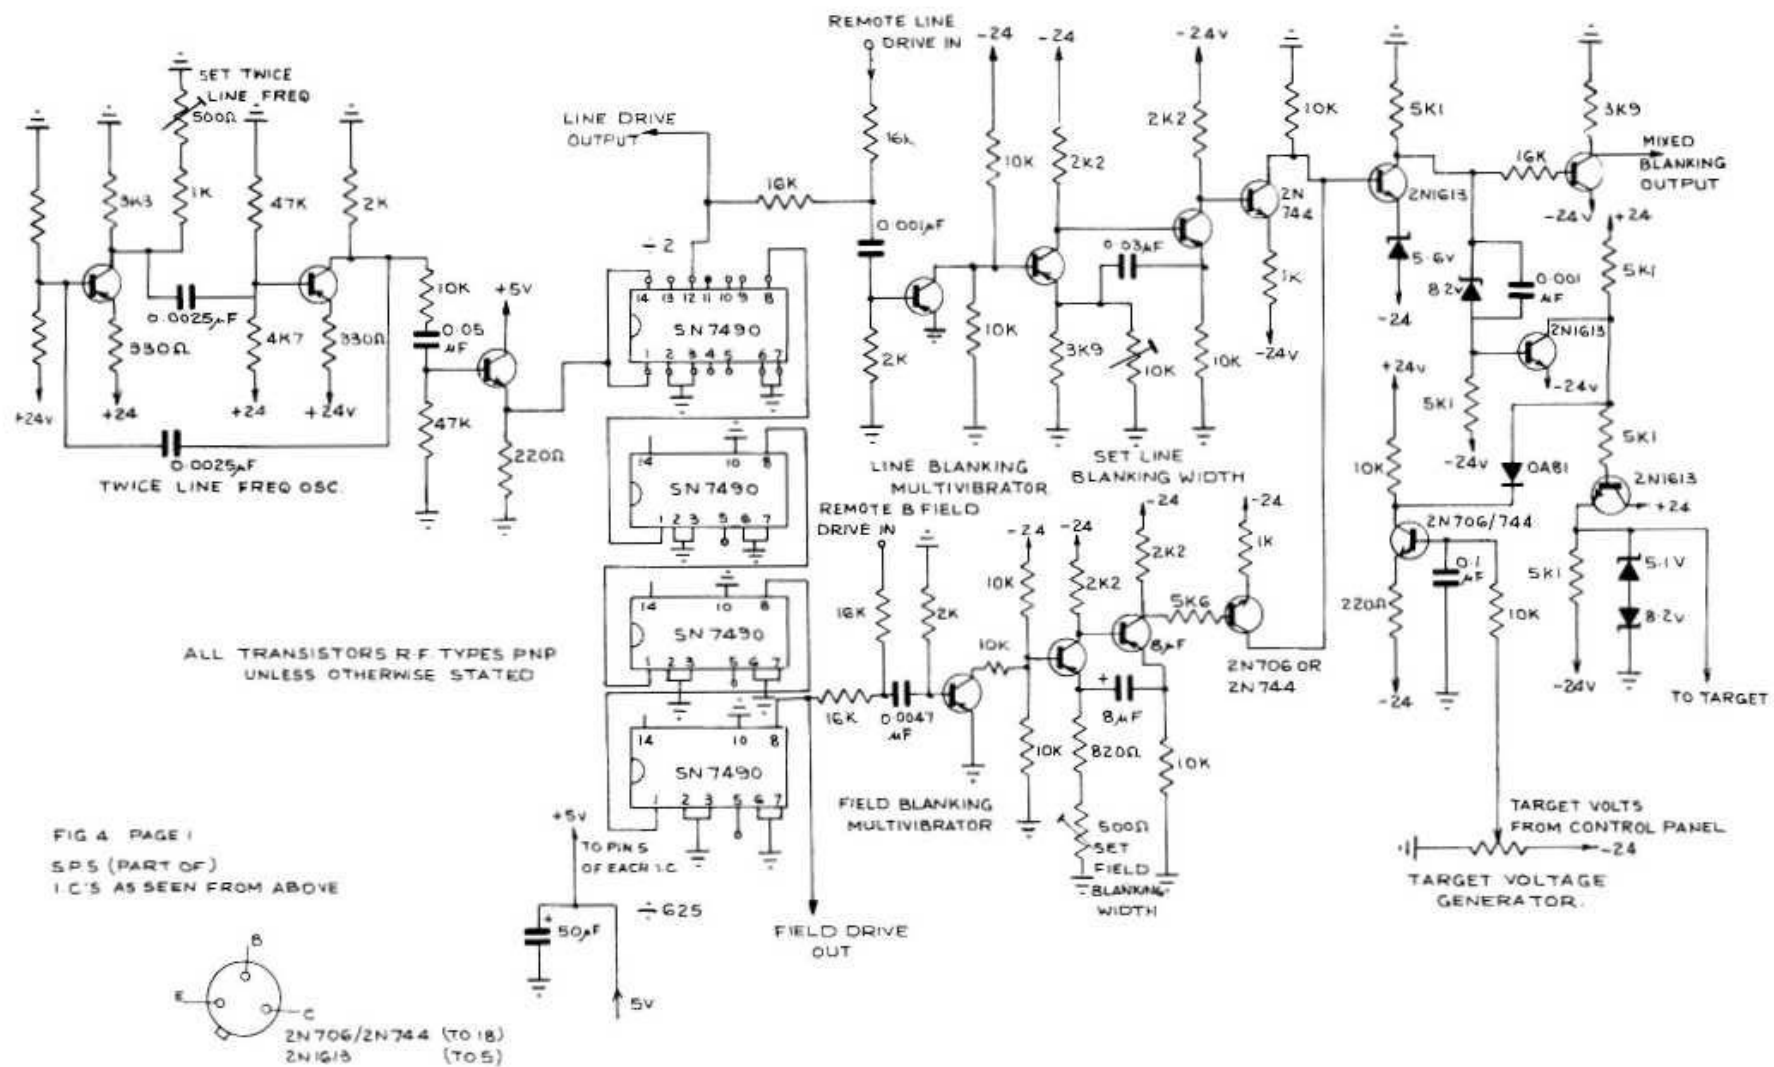 REMOTE LINE
DRIVE IN
-24
-24
-24V
SET TWICE
LINE FREQ
500Ω
LINE DRIVE
OUTPUT
16K
10K
2K2
2K2
10K
5K1
3K9
MIXED
BLANKING
OUTPUT
3K3
1K
47K
2K
16K
0.001µF
2N
744
2N1613
16K
-24V
+24
÷2
0.03µF
5.6V
8.2V
0.001
µF
5K1
10K
+5V
14 13 12 11 10 9 8
SN7490
1 2 3 4 5 6 7
0.0025µF
0.05
µF
330Ω
4K7
330Ω
2K
10K
3K9
10K
10K
1K
-24V
-24
2N1613
-24V
+24V
+24
+24
+24V
47K
220Ω
0.0025µF
TWICE LINE FREQ OSC.
+24V
5K1
-24V
5K1
OA81
10K
2N1613
+24
14 10 8
SN7490
1 2 3 5 6 7
LINE BLANKING
MULTIVIBRATOR
SET LINE
BLANKING WIDTH
REMOTE B FIELD
DRIVE IN
-24
-24
-24
-24
2N706/744
0.1
µF
5K1
5.1V
8.2V
220Ω
10K
-24
-24V
TO TARGET
14 10 8
SN7490
1 2 3 5 6 7
16K
2K
10K
2K2
2K2
1K
5K6
10K
8µF
2N706 OR
2N744
ALL TRANSISTORS R·F TYPES PNP
UNLESS OTHERWISE STATED
16K
0.0047
µF
+
8µF
10K
820Ω
10K
14 10 8
SN7490
1 2 3 5 6 7
FIELD BLANKING
MULTIVIBRATOR
500Ω
SET
FIELD
BLANKING
WIDTH
TARGET VOLTS
FROM CONTROL PANEL
-24
TARGET VOLTAGE
GENERATOR.
FIG 4 PAGE 1
S.P.S (PART OF)
I.C'S AS SEEN FROM ABOVE
+5V
TO PIN 5
OF EACH I.C.
÷625
+
50µF
5V
FIELD DRIVE
OUT
B
E
C
2N706/2N744 (TO 18)
2N1613 (TO 5)